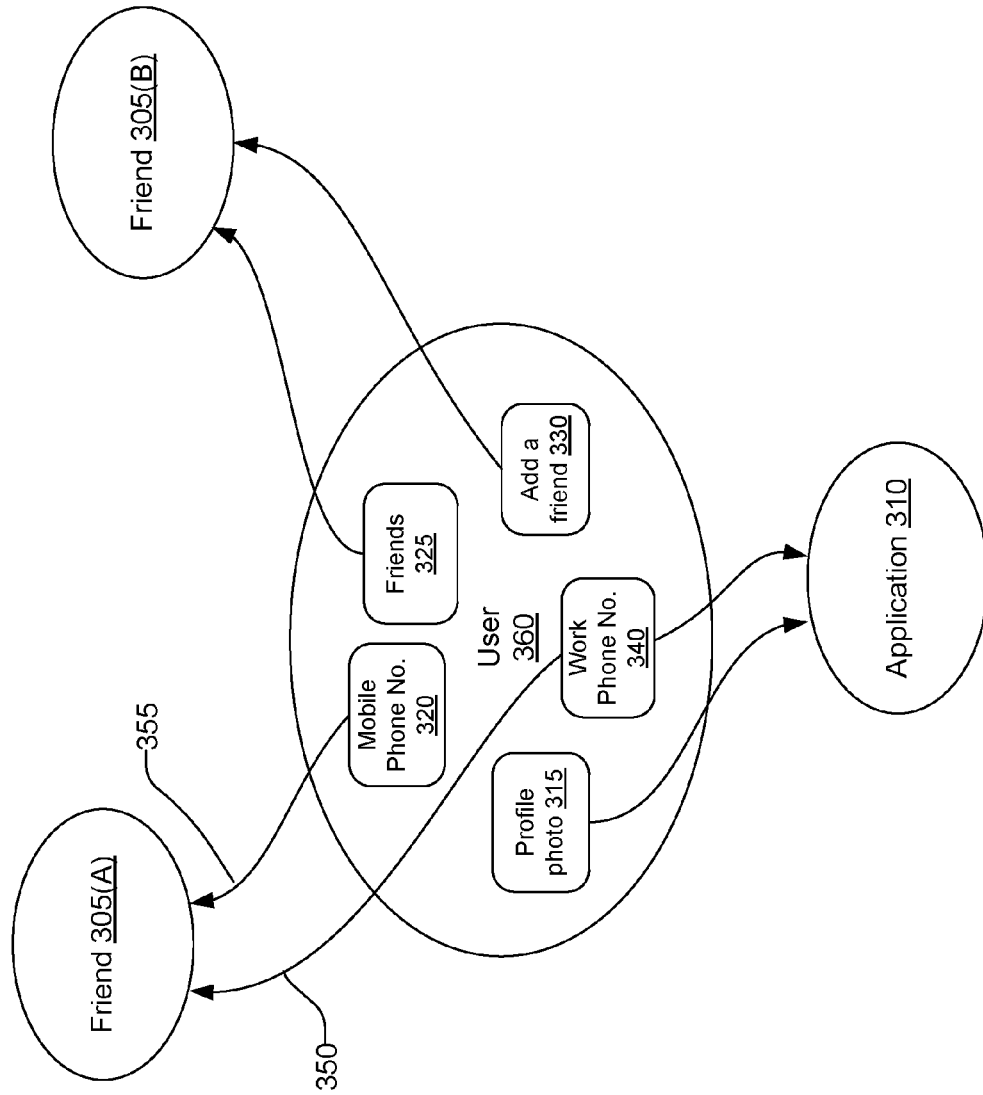 Friend 305(A)
Friend 305(B)
355
350
Mobile
Phone No.
320
Friends
325
User
360
Profile
photo 315
Work
Phone No.
340
Add a
friend 330
Application 310